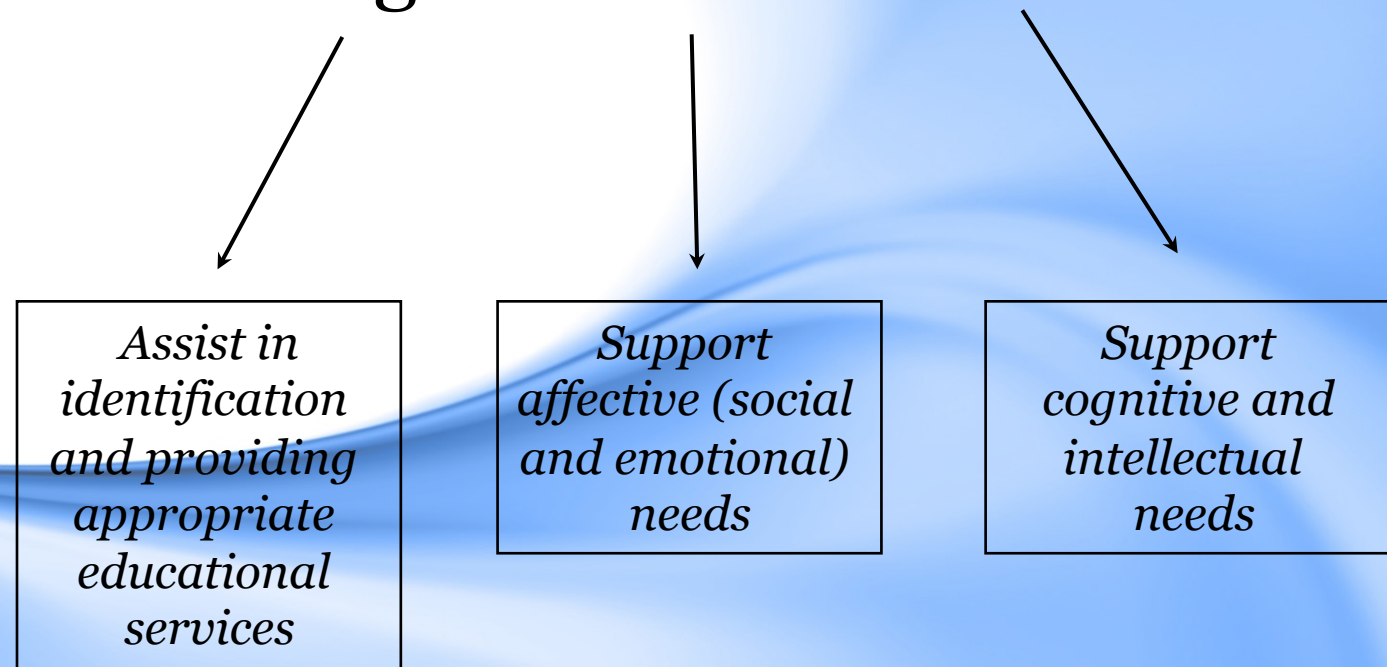 Assist in
identification
and providing
appropriate
educational
services
Support
affective (social
and emotional)
needs
Support
cognitive and
intellectual
needs